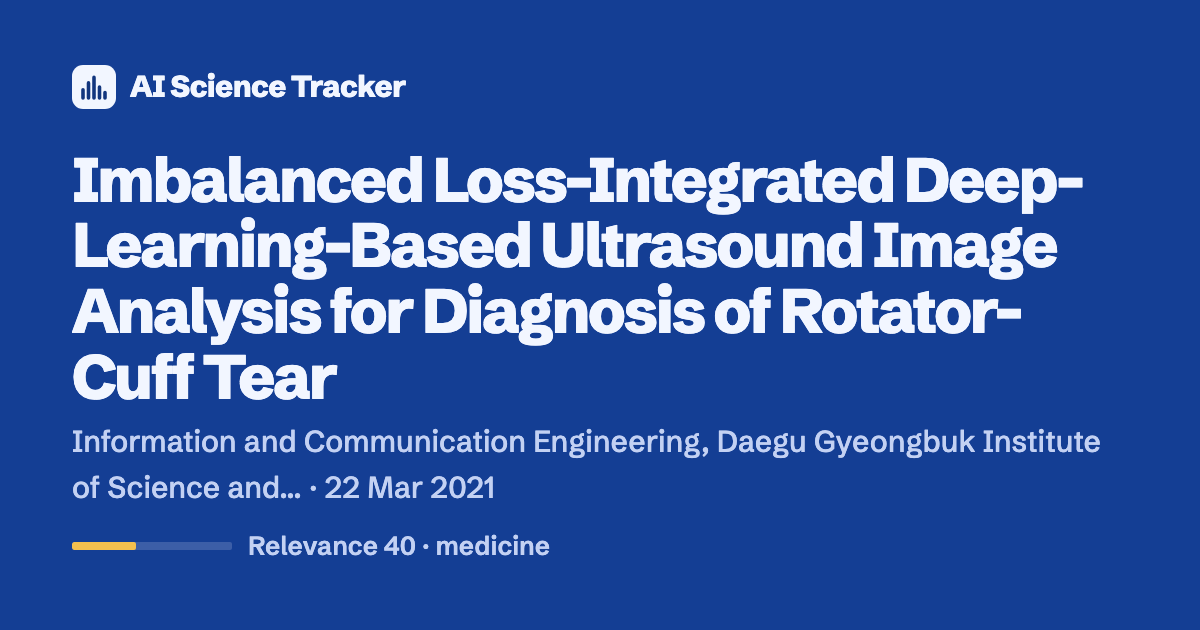 AI Science Tracker
Imbalanced Loss-Integrated Deep-
Learning-Based Ultrasound Image
Analysis for Diagnosis of Rotator-
Cuff Tear
Information and Communication Engineering, Daegu Gyeongbuk Institute
of Science and... · 22 Mar 2021
Relevance 40 · medicine